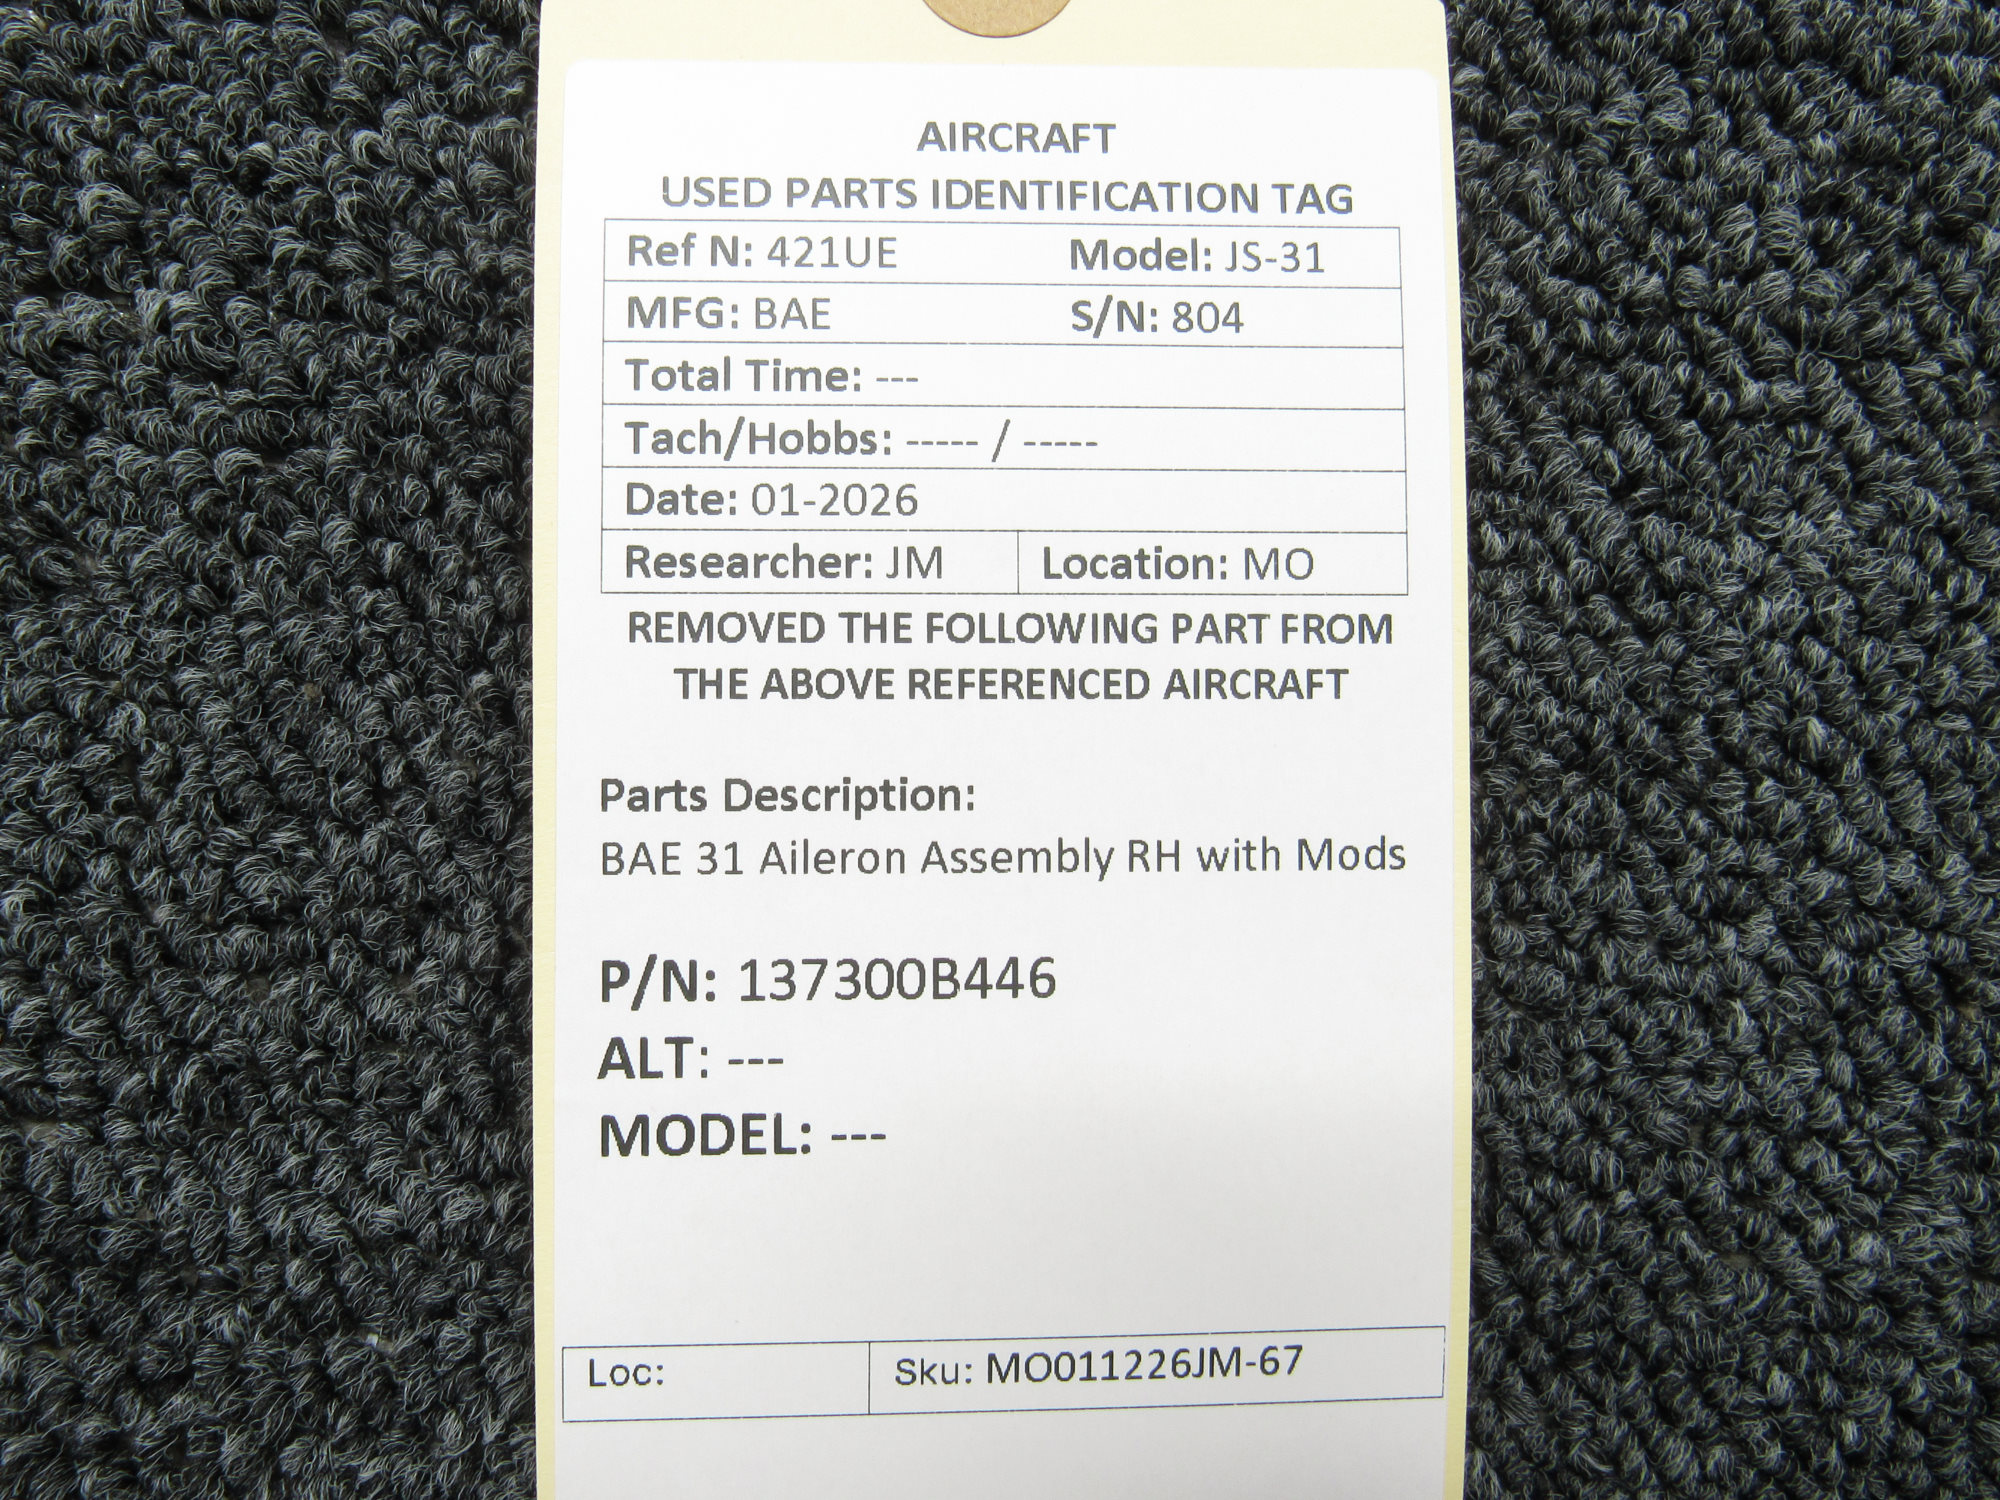 AIRCRAFT
USED PARTS IDENTIFICATION TAG
Ref N: 421UE Model: JS-31
MFG: BAE S/N: 804
Total Time: ---
Tach/Hobbs: ----- / -----
Date: 01-2026
Researcher: JM Location: MO
REMOVED THE FOLLOWING PART FROM
THE ABOVE REFERENCED AIRCRAFT
Parts Description:
BAE 31 Aileron Assembly RH with Mods
P/N: 137300B446
ALT: ---
MODEL: ---
Loc: Sku: MO011226JM-67